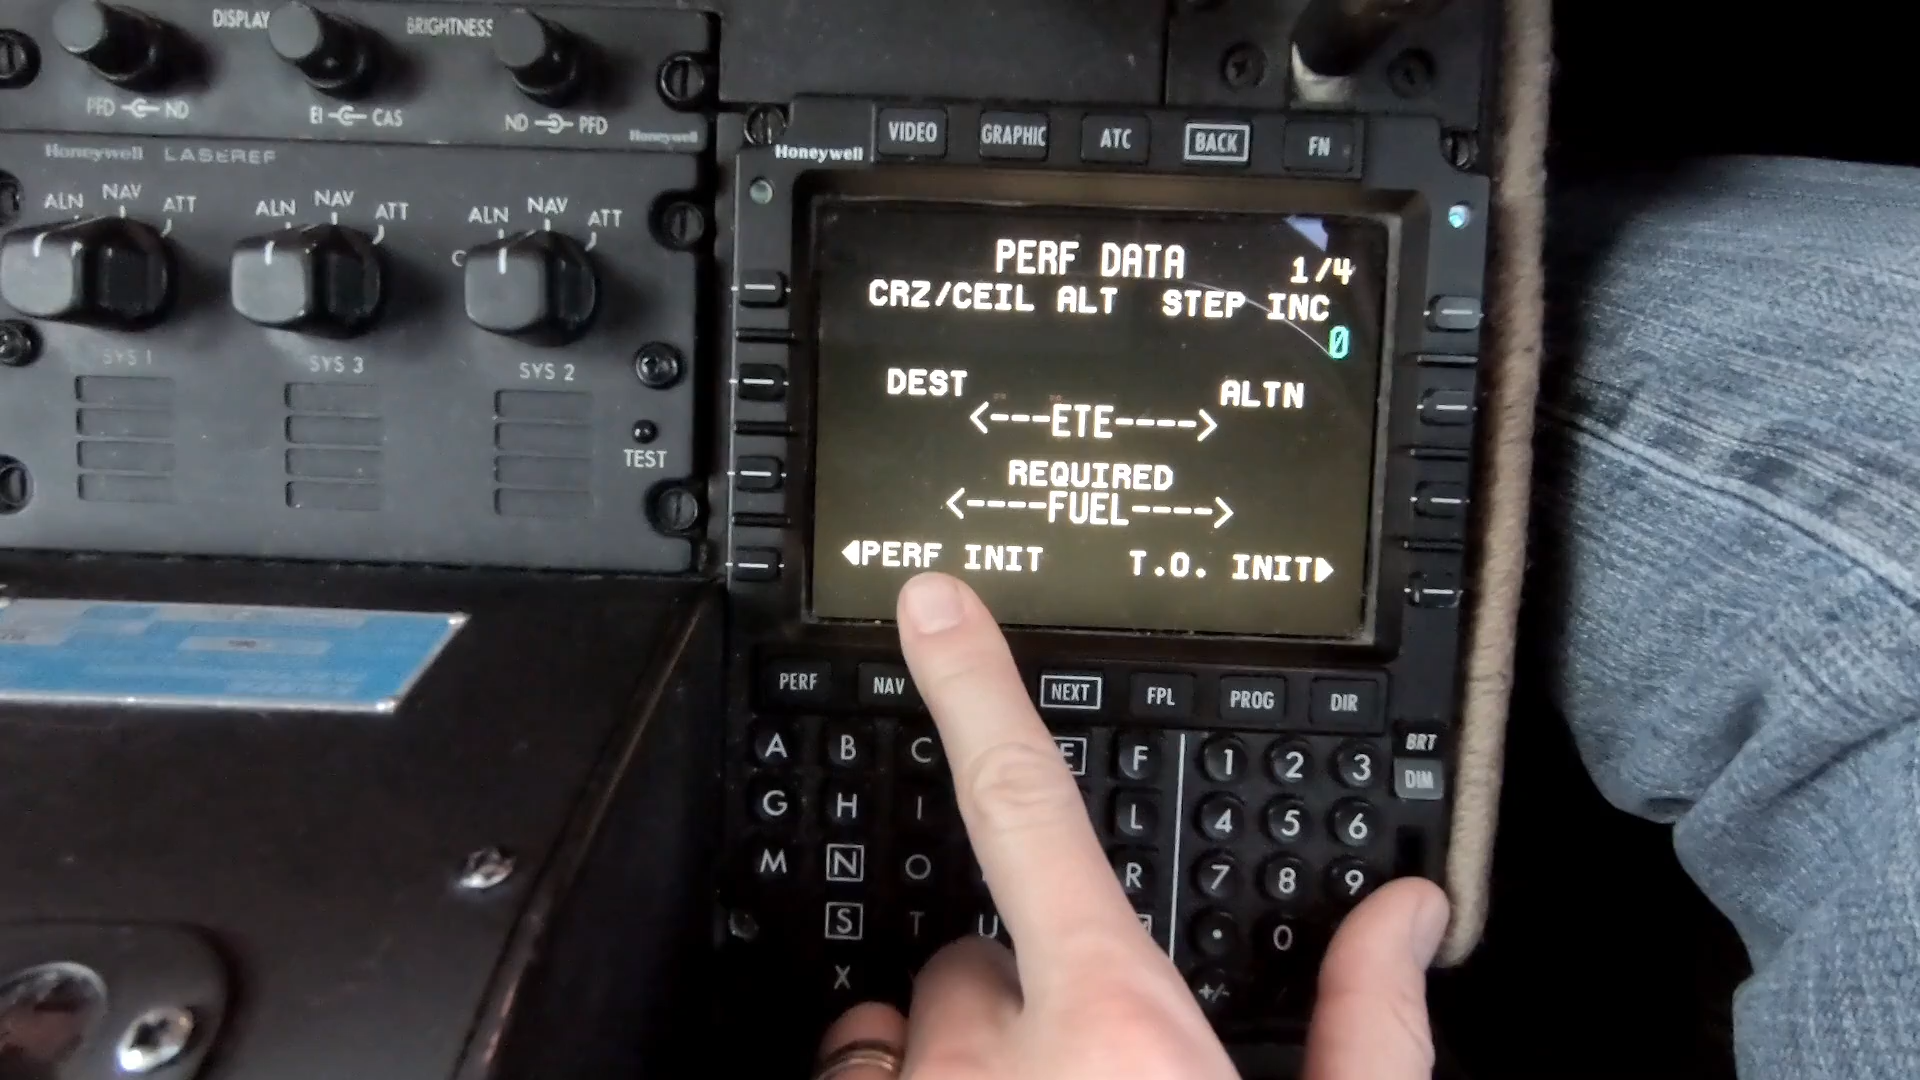 DISPLAY BRIGHTNESS
PFD ND
EI CAS
ND PFD
Honeywell
Honeywell LASEREF
ALN NAV ATT
ALN NAV ATT
ALN NAV ATT
SYS 1
SYS 3
SYS 2
TEST
VIDEO GRAPHIC ATC BACK FN
Honeywell
PERF DATA 1/4
CRZ/CEIL ALT STEP INC
0
DEST ALTN
<---ETE---->
REQUIRED
<----FUEL---->
◀PERF INIT T.O. INIT▶
PERF NAV NEXT FPL PROG DIR
BRT
DIM
A B C E F 1 2 3
G H I L 4 5 6
M N O R 7 8 9
S T U • 0
X +/-